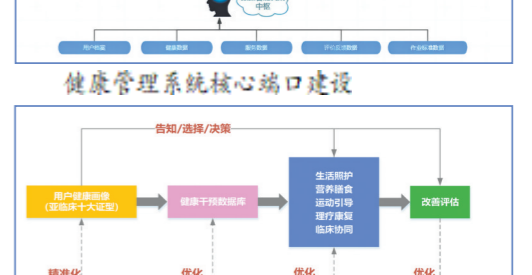 中枢
用户档案
健康数据
服务数据
评价反馈数据
作业标准数据
健康管理系统核心端口建设
告知/选择/决策
用户健康画像
(亚临床十大证型)
健康干预数据库
生活照护
营养膳食
运动引导
理疗康复
临床协同
改善评估
精准化
优化
优化
优化